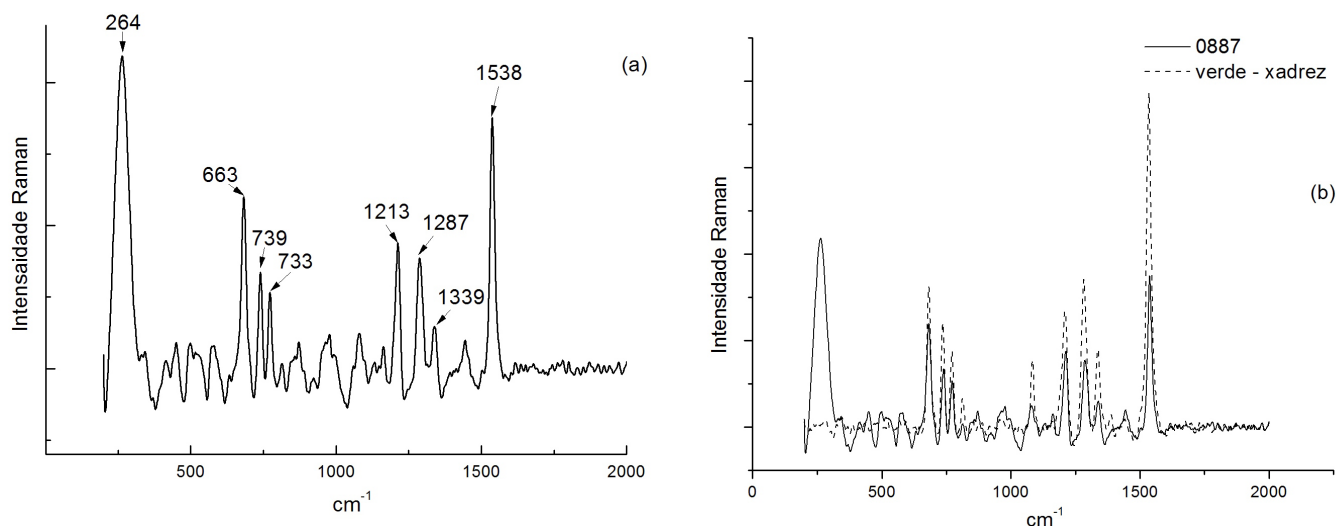 264
(a)
1538
663
739
733
1213
1287
1339
Intensaidade Raman
500
1000
1500
2000
cm-1
0887
verde - xadrez
(b)
Intensidade Raman
0
500
1000
1500
2000
cm-1